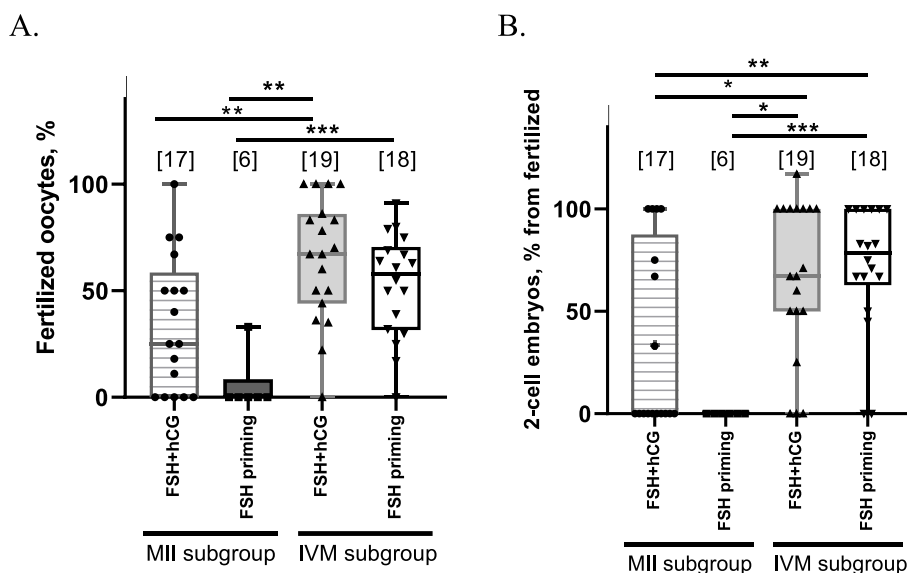 A.
**
**
***
[17] [6] [19] [18]
Fertilized oocytes, %
100
50
0
FSH+hCG
FSH priming
FSH+hCG
FSH priming
MII subgroup
IVM subgroup
B.
**
*
*
***
[17] [6] [19] [18]
2-cell embryos, % from fertilized
100
50
0
FSH+hCG
FSH priming
FSH+hCG
FSH priming
MII subgroup
IVM subgroup